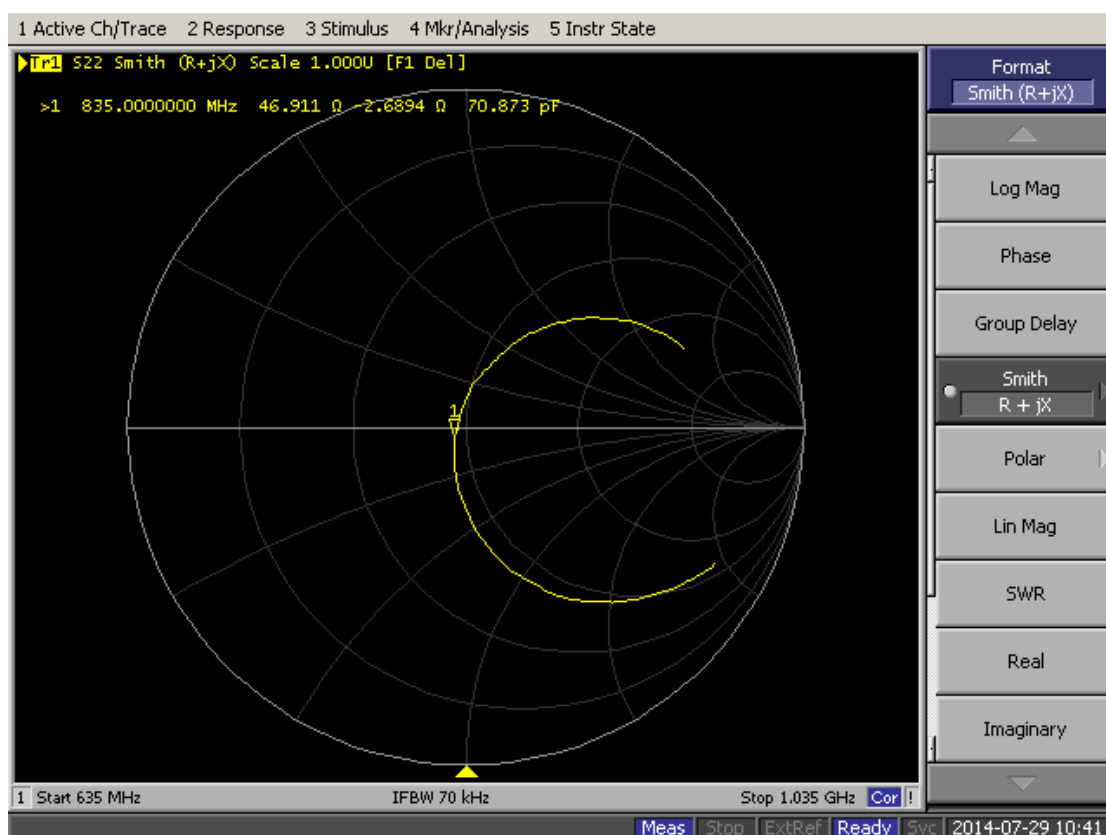 1 Active Ch/Trace 2 Response 3 Stimulus 4 Mkr/Analysis 5 Instr State
Tr1 S22 Smith (R+jX) Scale 1.000U [F1 Del]
>1 835.0000000 MHz 46.911 Ω -2.6894 Ω 70.873 pF
1
Format
Smith (R+jX)
Log Mag
Phase
Group Delay
Smith
R + jX
Polar
Lin Mag
SWR
Real
Imaginary
1 Start 635 MHz IFBW 70 kHz Stop 1.035 GHz Cor !
Meas Stop ExtRef Ready Svc 2014-07-29 10:41